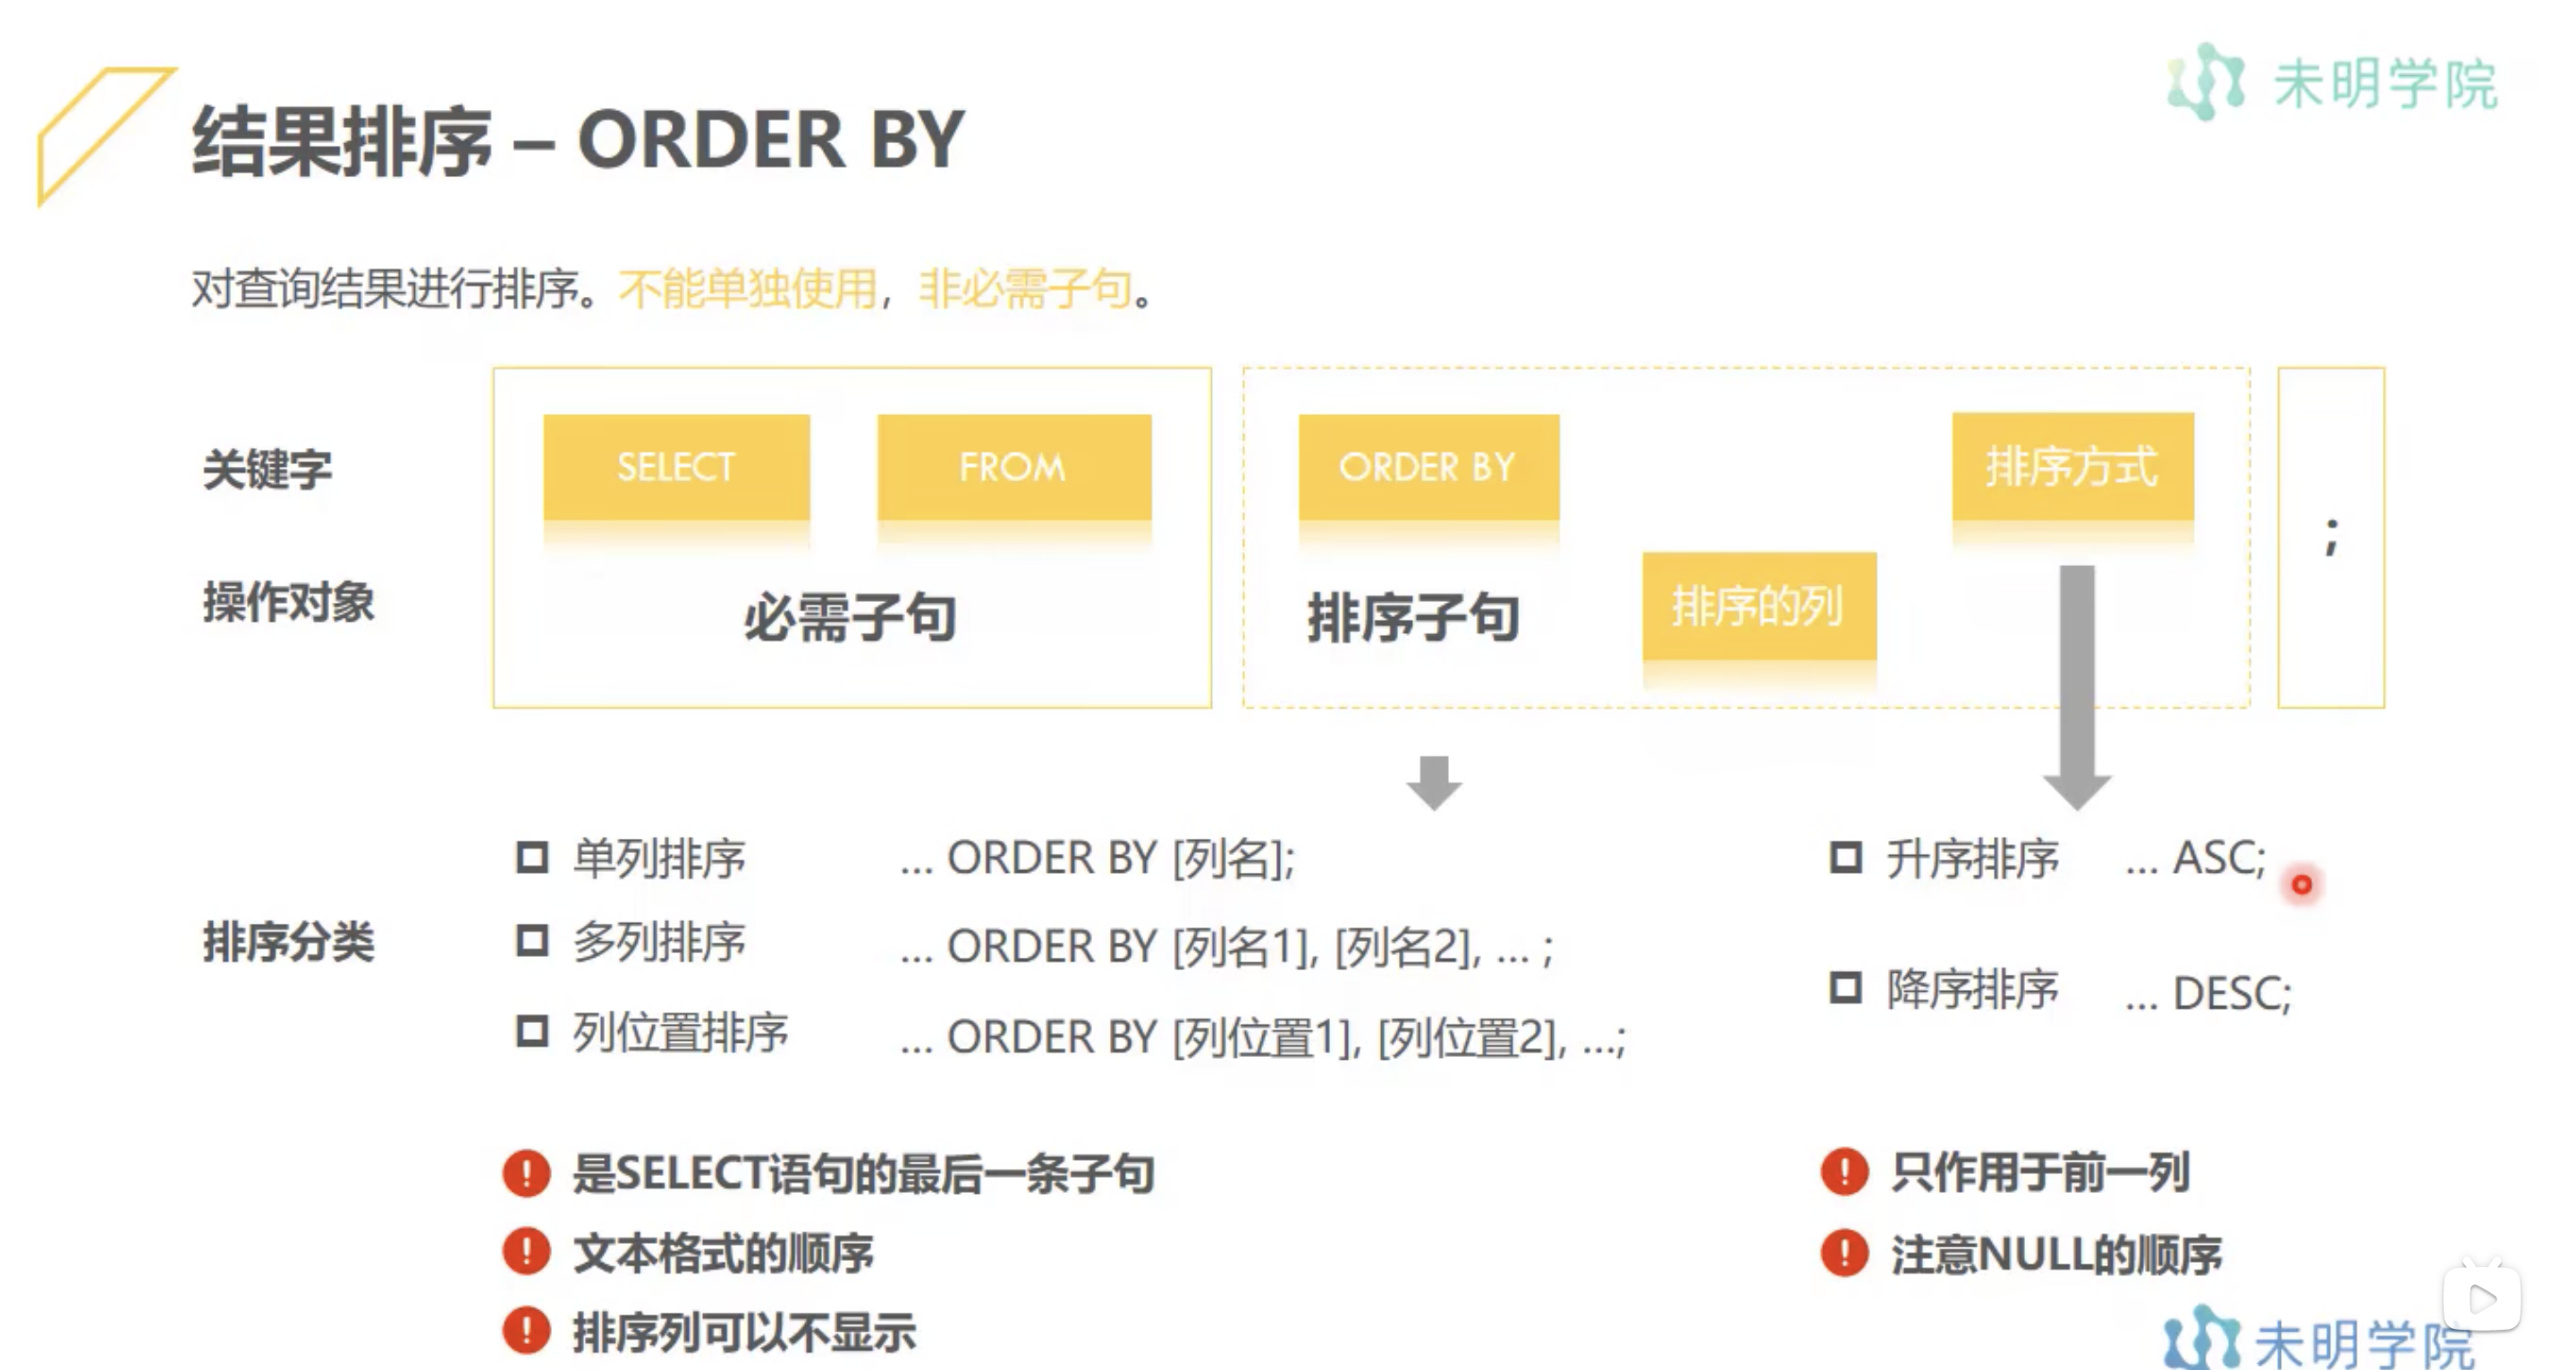 未明学院
结果排序 – ORDER BY
对查询结果进行排序。不能单独使用，非必需子句。
关键字
SELECT
FROM
ORDER BY
排序方式
;
操作对象
必需子句
排序子句
排序的列
排序分类
单列排序 ... ORDER BY [列名];
多列排序 ... ORDER BY [列名1], [列名2], ... ;
列位置排序 ... ORDER BY [列位置1], [列位置2], ...;
升序排序 ... ASC;
降序排序 ... DESC;
是SELECT语句的最后一条子句
文本格式的顺序
排序列可以不显示
只作用于前一列
注意NULL的顺序
未明学院